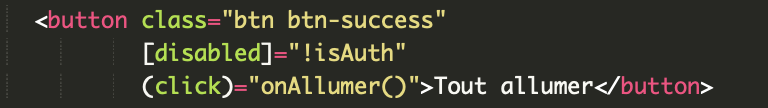 <button class="btn btn-success"
[disabled]="!isAuth"
(click)="onAllumer()">Tout allumer</button>